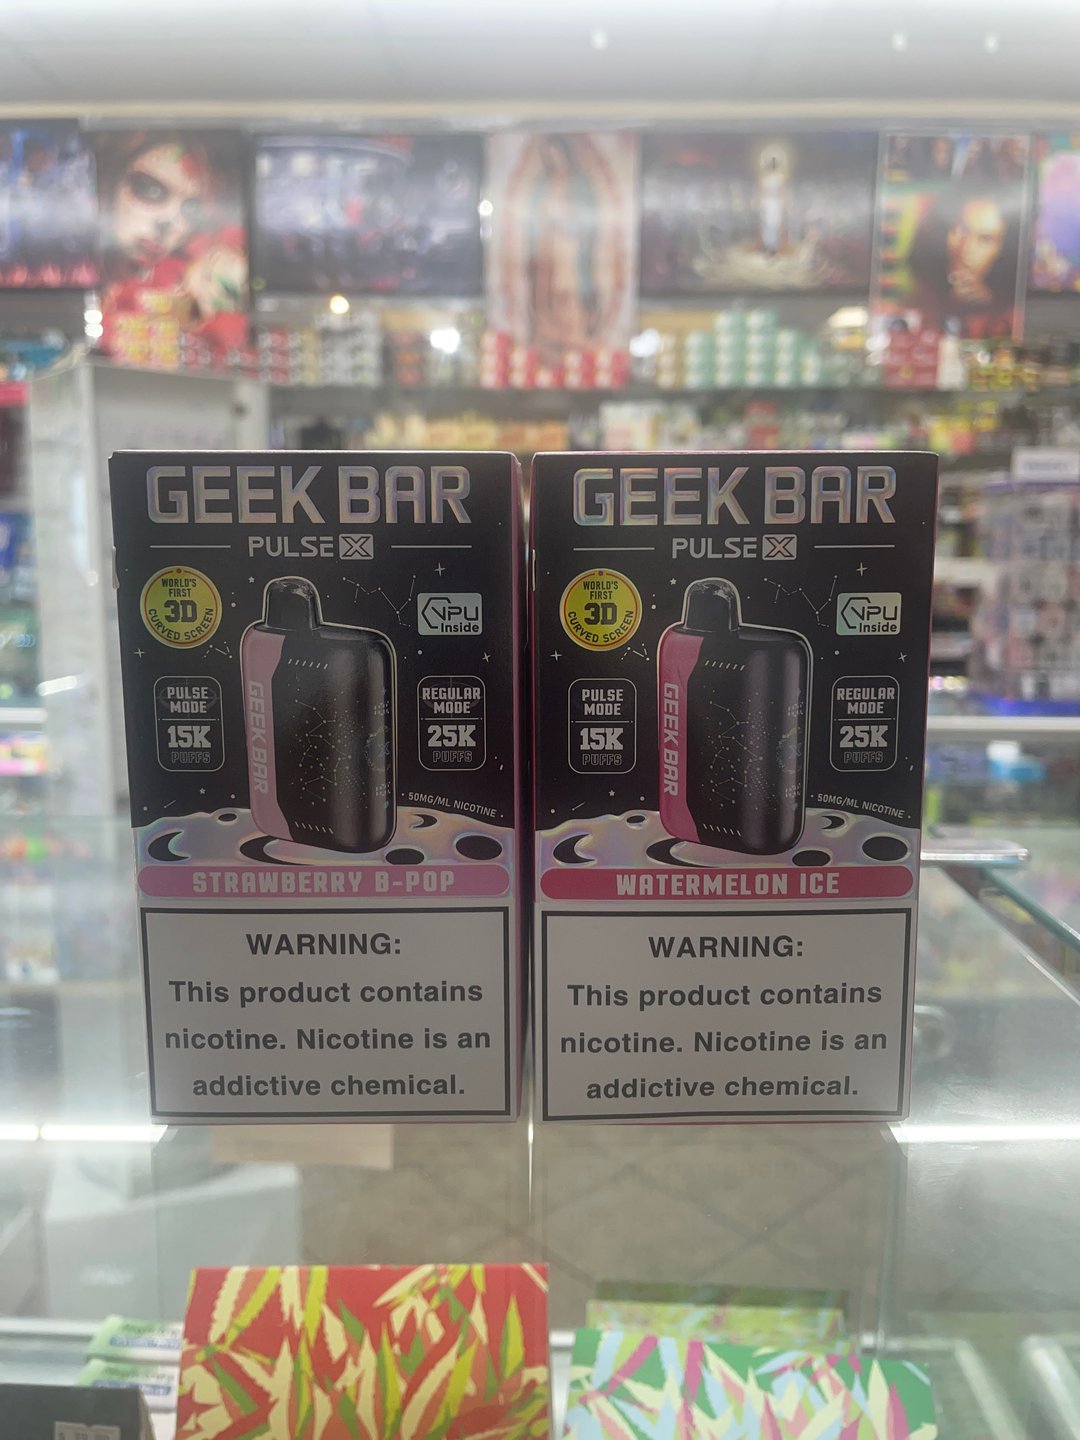 GEEK BAR
PULSE X
WORLD'S
FIRST
3D
CURVED SCREEN
VPU
Inside
PULSE
MODE
15K
PUFFS
GEEK BAR
REGULAR
MODE
25K
PUFFS
50MG/ML NICOTINE
STRAWBERRY B-POP
WARNING:
This product contains
nicotine. Nicotine is an
addictive chemical.
GEEK BAR
PULSE X
WORLD'S
FIRST
3D
CURVED SCREEN
VPU
Inside
PULSE
MODE
15K
PUFFS
GEEK BAR
REGULAR
MODE
25K
PUFFS
50MG/ML NICOTINE
WATERMELON ICE
WARNING:
This product contains
nicotine. Nicotine is an
addictive chemical.